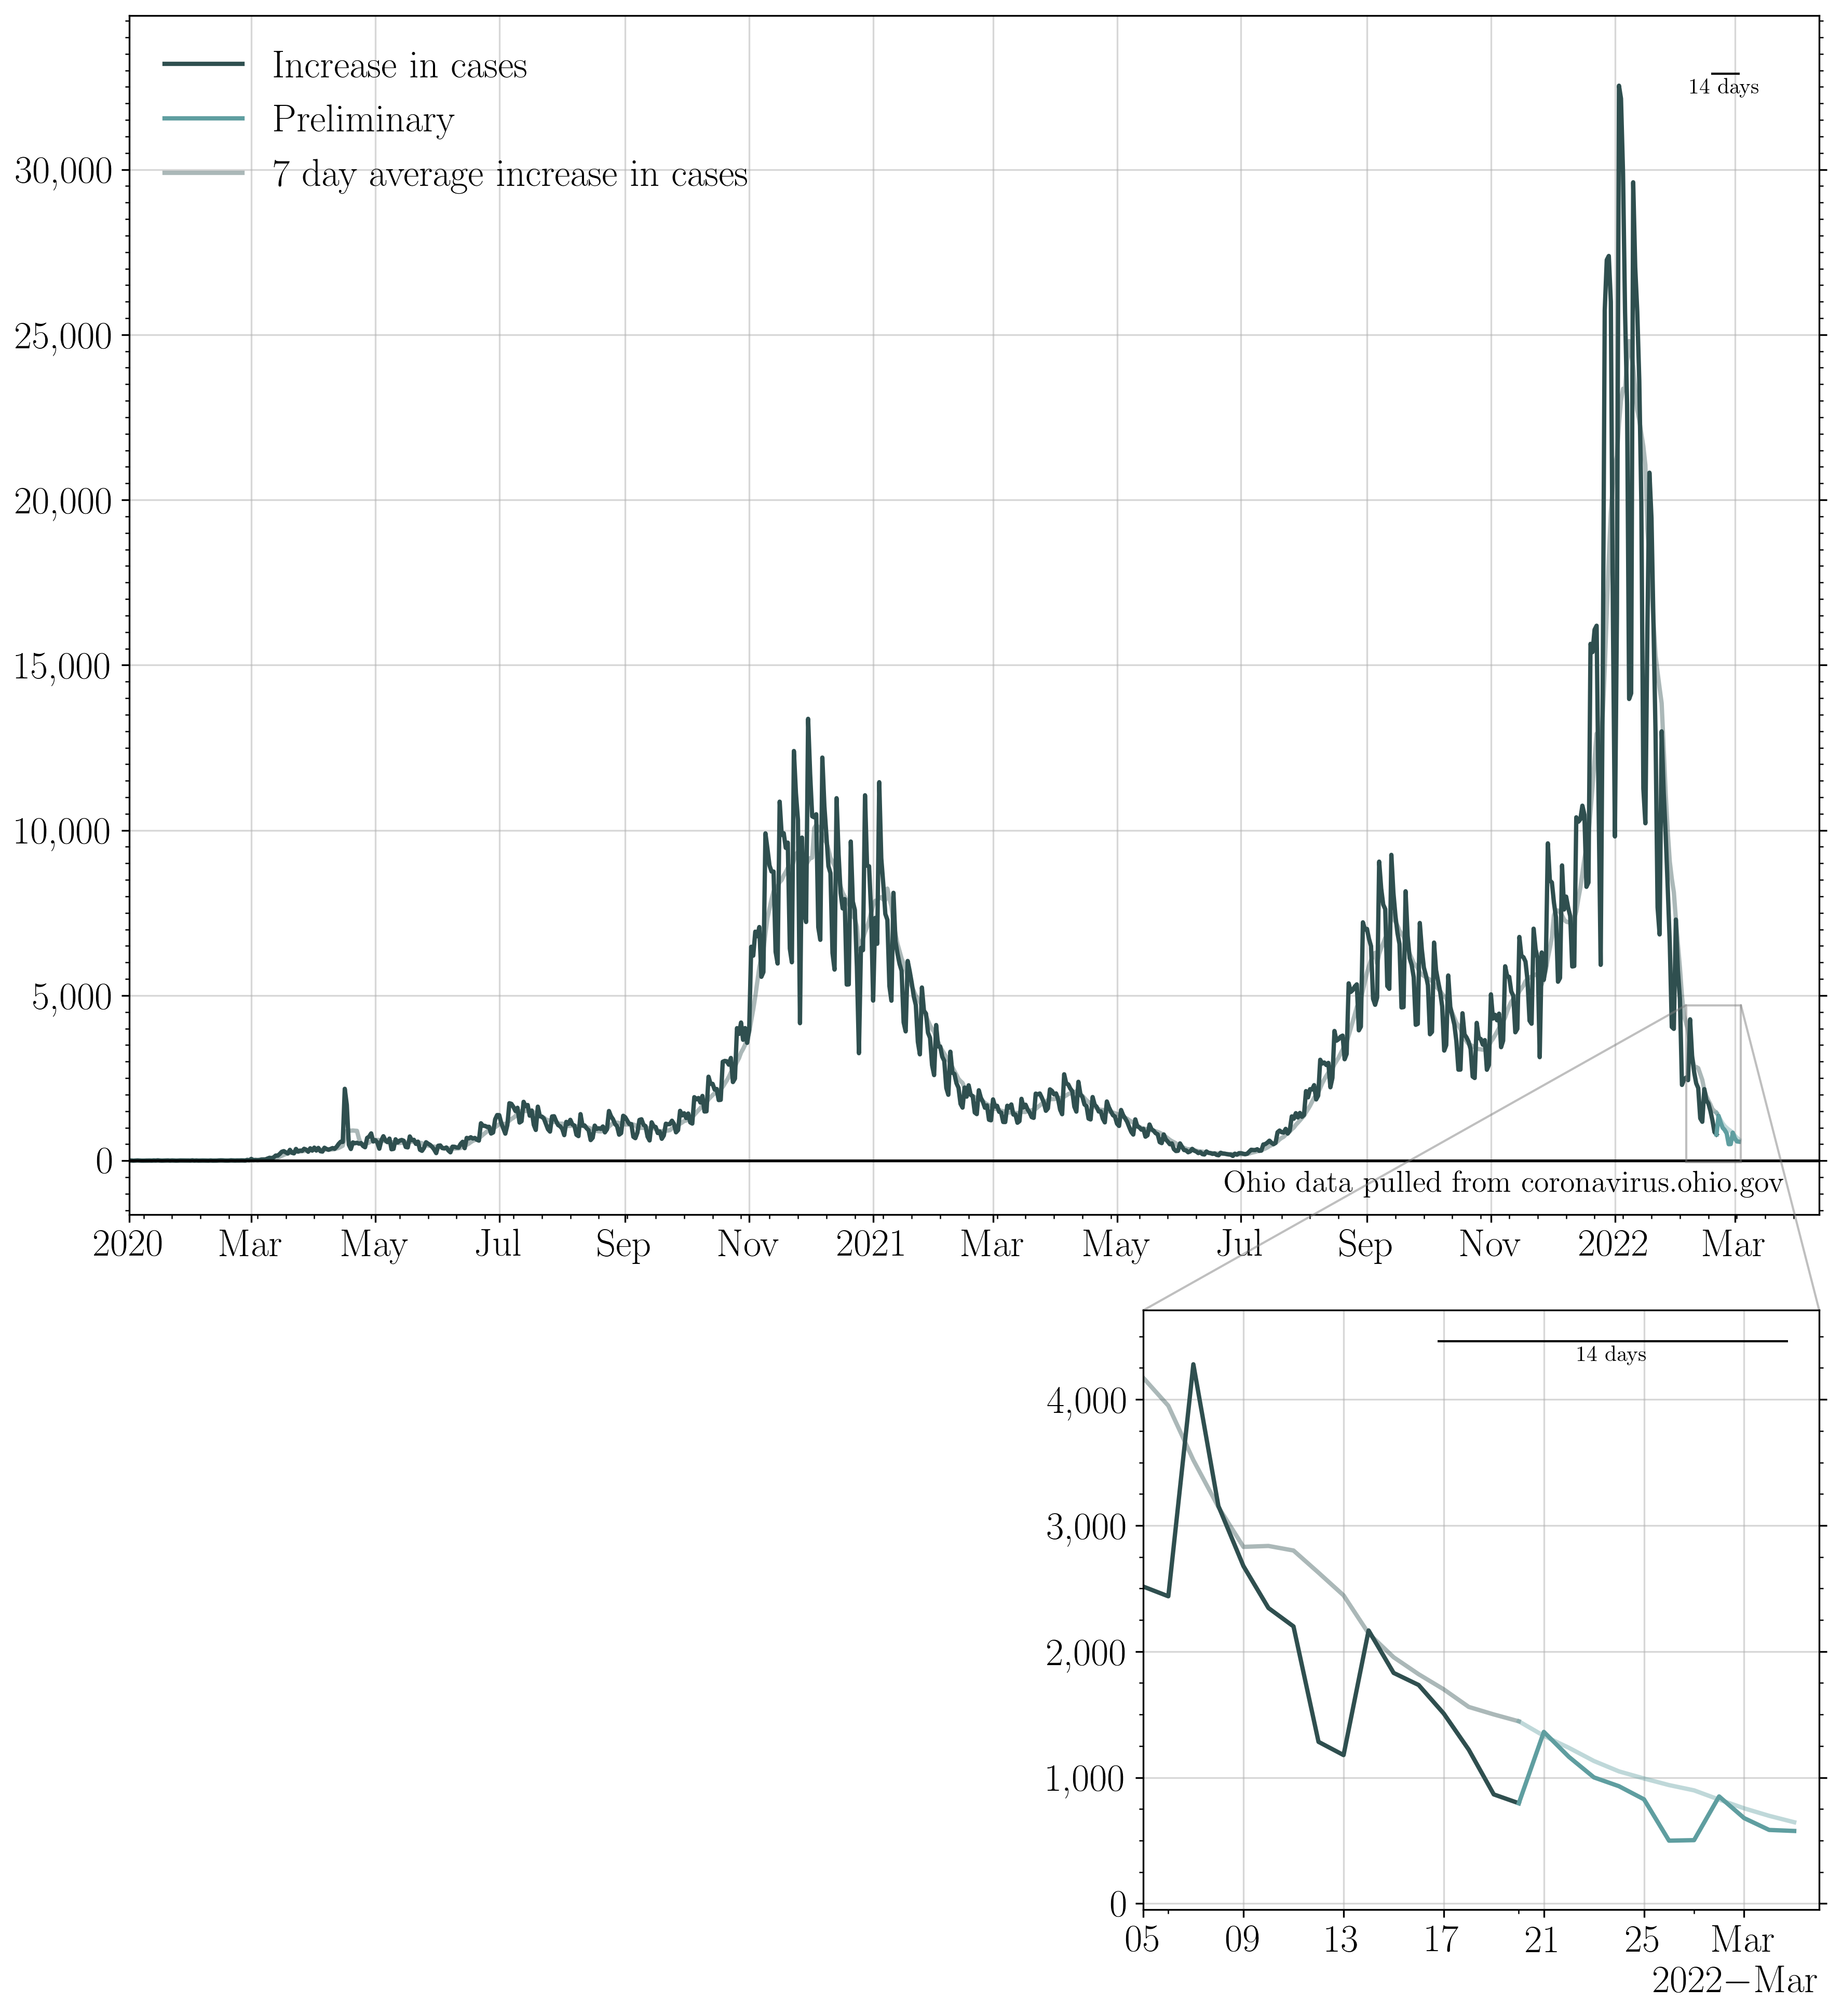 Increase in cases
Preliminary
7 day average increase in cases
14 days
30,000
25,000
20,000
15,000
10,000
5,000
0
Ohio data pulled from coronavirus.ohio.gov
2020 Mar May Jul Sep Nov 2021 Mar May Jul Sep Nov 2022 Mar
14 days
4,000
3,000
2,000
1,000
0
05 09 13 17 21 25 Mar
2022−Mar